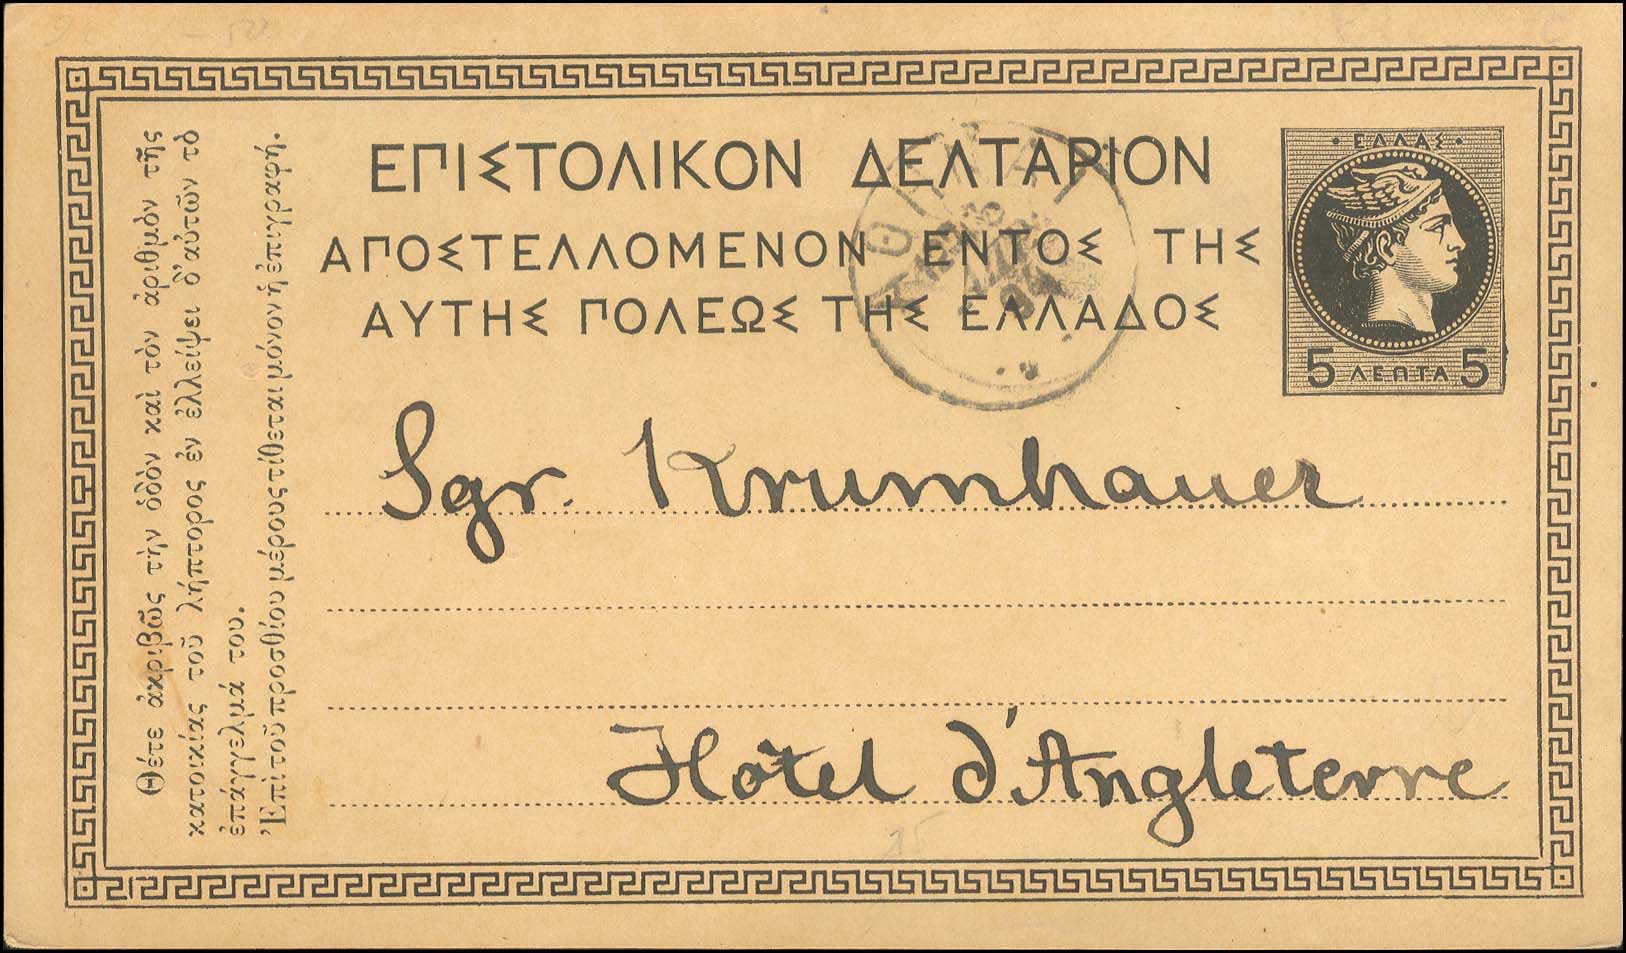 ΕΠΙΣΤΟΛΙΚΟΝ ΔΕΛΤΑΡΙΟΝ
ΑΠΟΣΤΕΛΛΟΜΕΝΟΝ ΕΝΤΟΣ ΤΗΣ
ΑΥΤΗΣ ΠΟΛΕΩΣ ΤΗΣ ΕΛΛΑΔΟΣ
ΕΛΛΑΣ
5 ΛΕΠΤΑ 5
Θέτε ἀκριβῶς τὴν ὁδὸν καὶ τὸν ἀριθμὸν τῆς
κατοικίας τοῦ λήπτορος ἐν ἐλλείψει δ'αὐτῶν τὸ
ἐπάγγελμά του.
Ἐπὶ τοῦ προσθίου μέρους τίθεται μόνον ἡ ἐπιγραφή.
Sgr. Krumhauer
Hôtel d'Angleterre
25